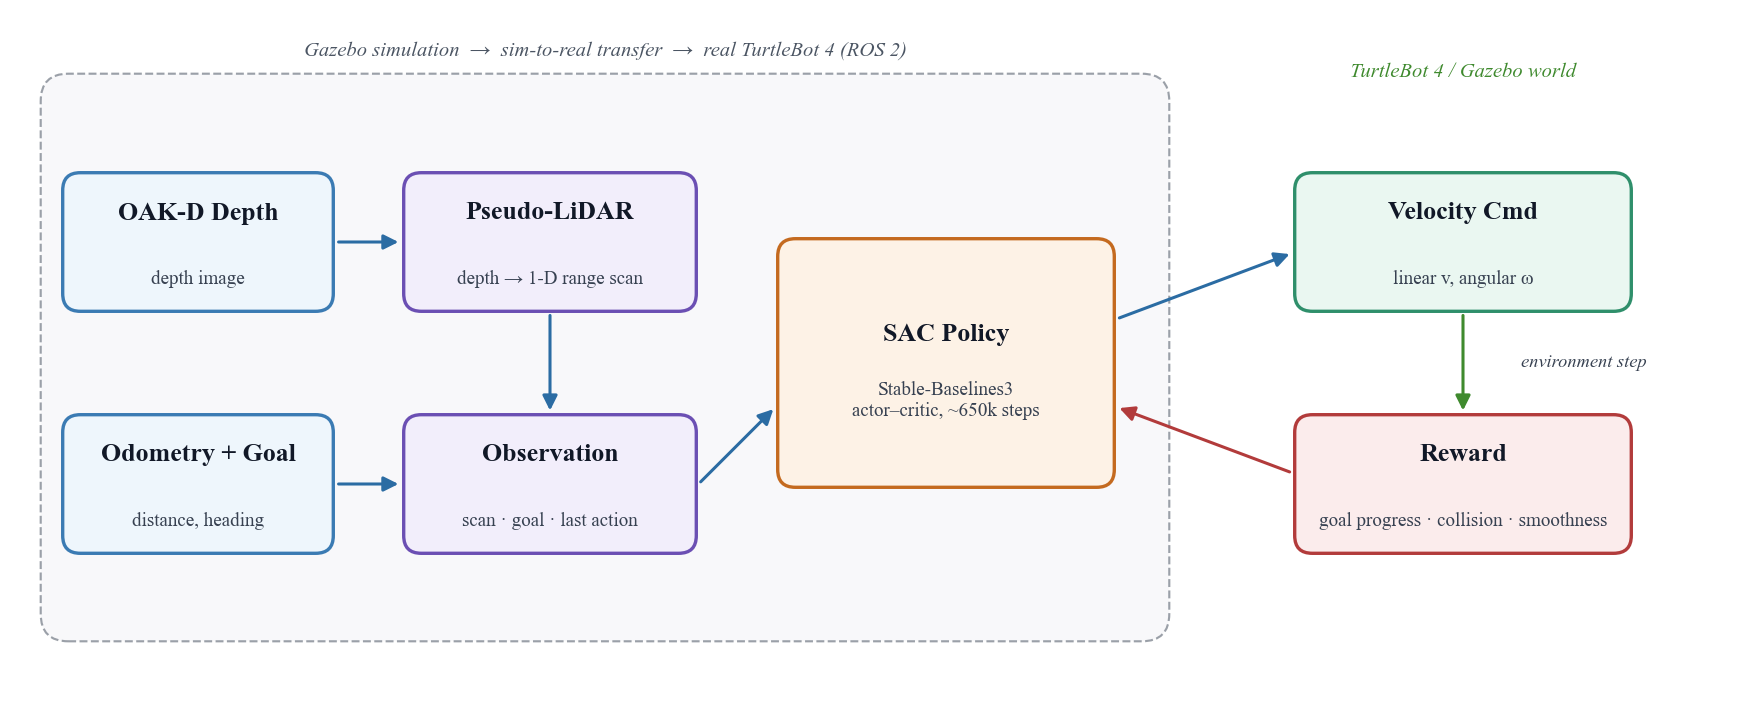 Gazebo simulation → sim-to-real transfer → real TurtleBot 4 (ROS 2)
TurtleBot 4 / Gazebo world
OAK-D Depth
depth image
Pseudo-LiDAR
depth → 1-D range scan
Velocity Cmd
linear v, angular ω
SAC Policy
Stable-Baselines3
actor–critic, ~650k steps
environment step
Odometry + Goal
distance, heading
Observation
scan · goal · last action
Reward
goal progress · collision · smoothness